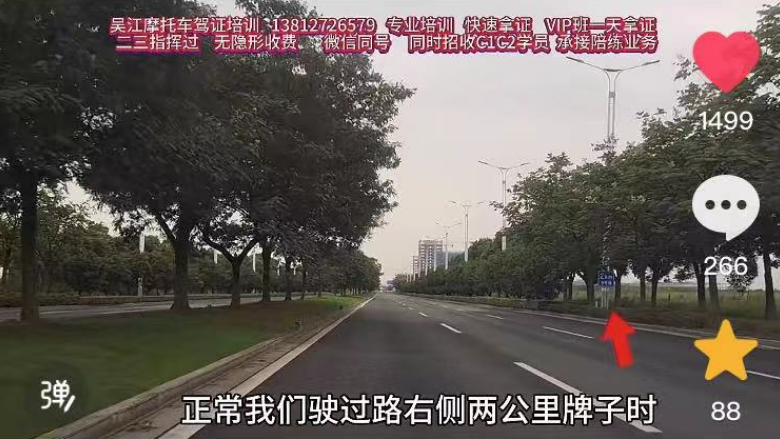 吴江摩托车驾证培训 13812726579 专业培训 快速拿证 VIP班一天拿证
二三指挥过 无隐形收费 微信同号 同时招收C1C2学员 承接陪练业务
1499
266
88
弹
正常我们驶过路右侧两公里牌子时